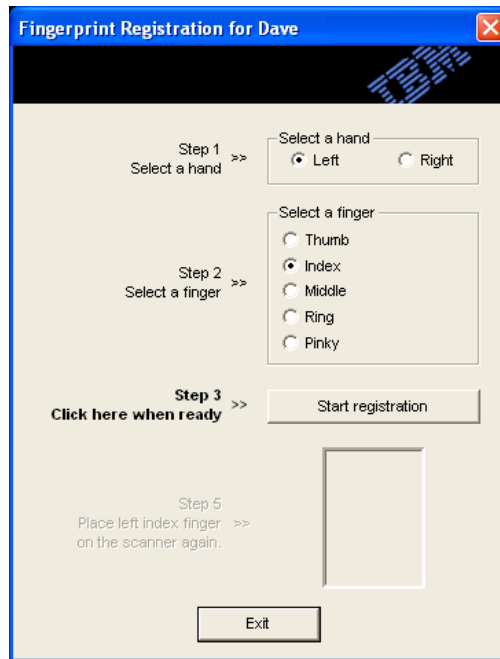 Fingerprint Registration for Dave
IBM
Step 1
Select a hand
>>
Select a hand
Left
Right
Step 2
Select a finger
>>
Select a finger
Thumb
Index
Middle
Ring
Pinky
Step 3
Click here when ready
>>
Start registration
Step 5
Place left index finger >>
on the scanner again.
Exit